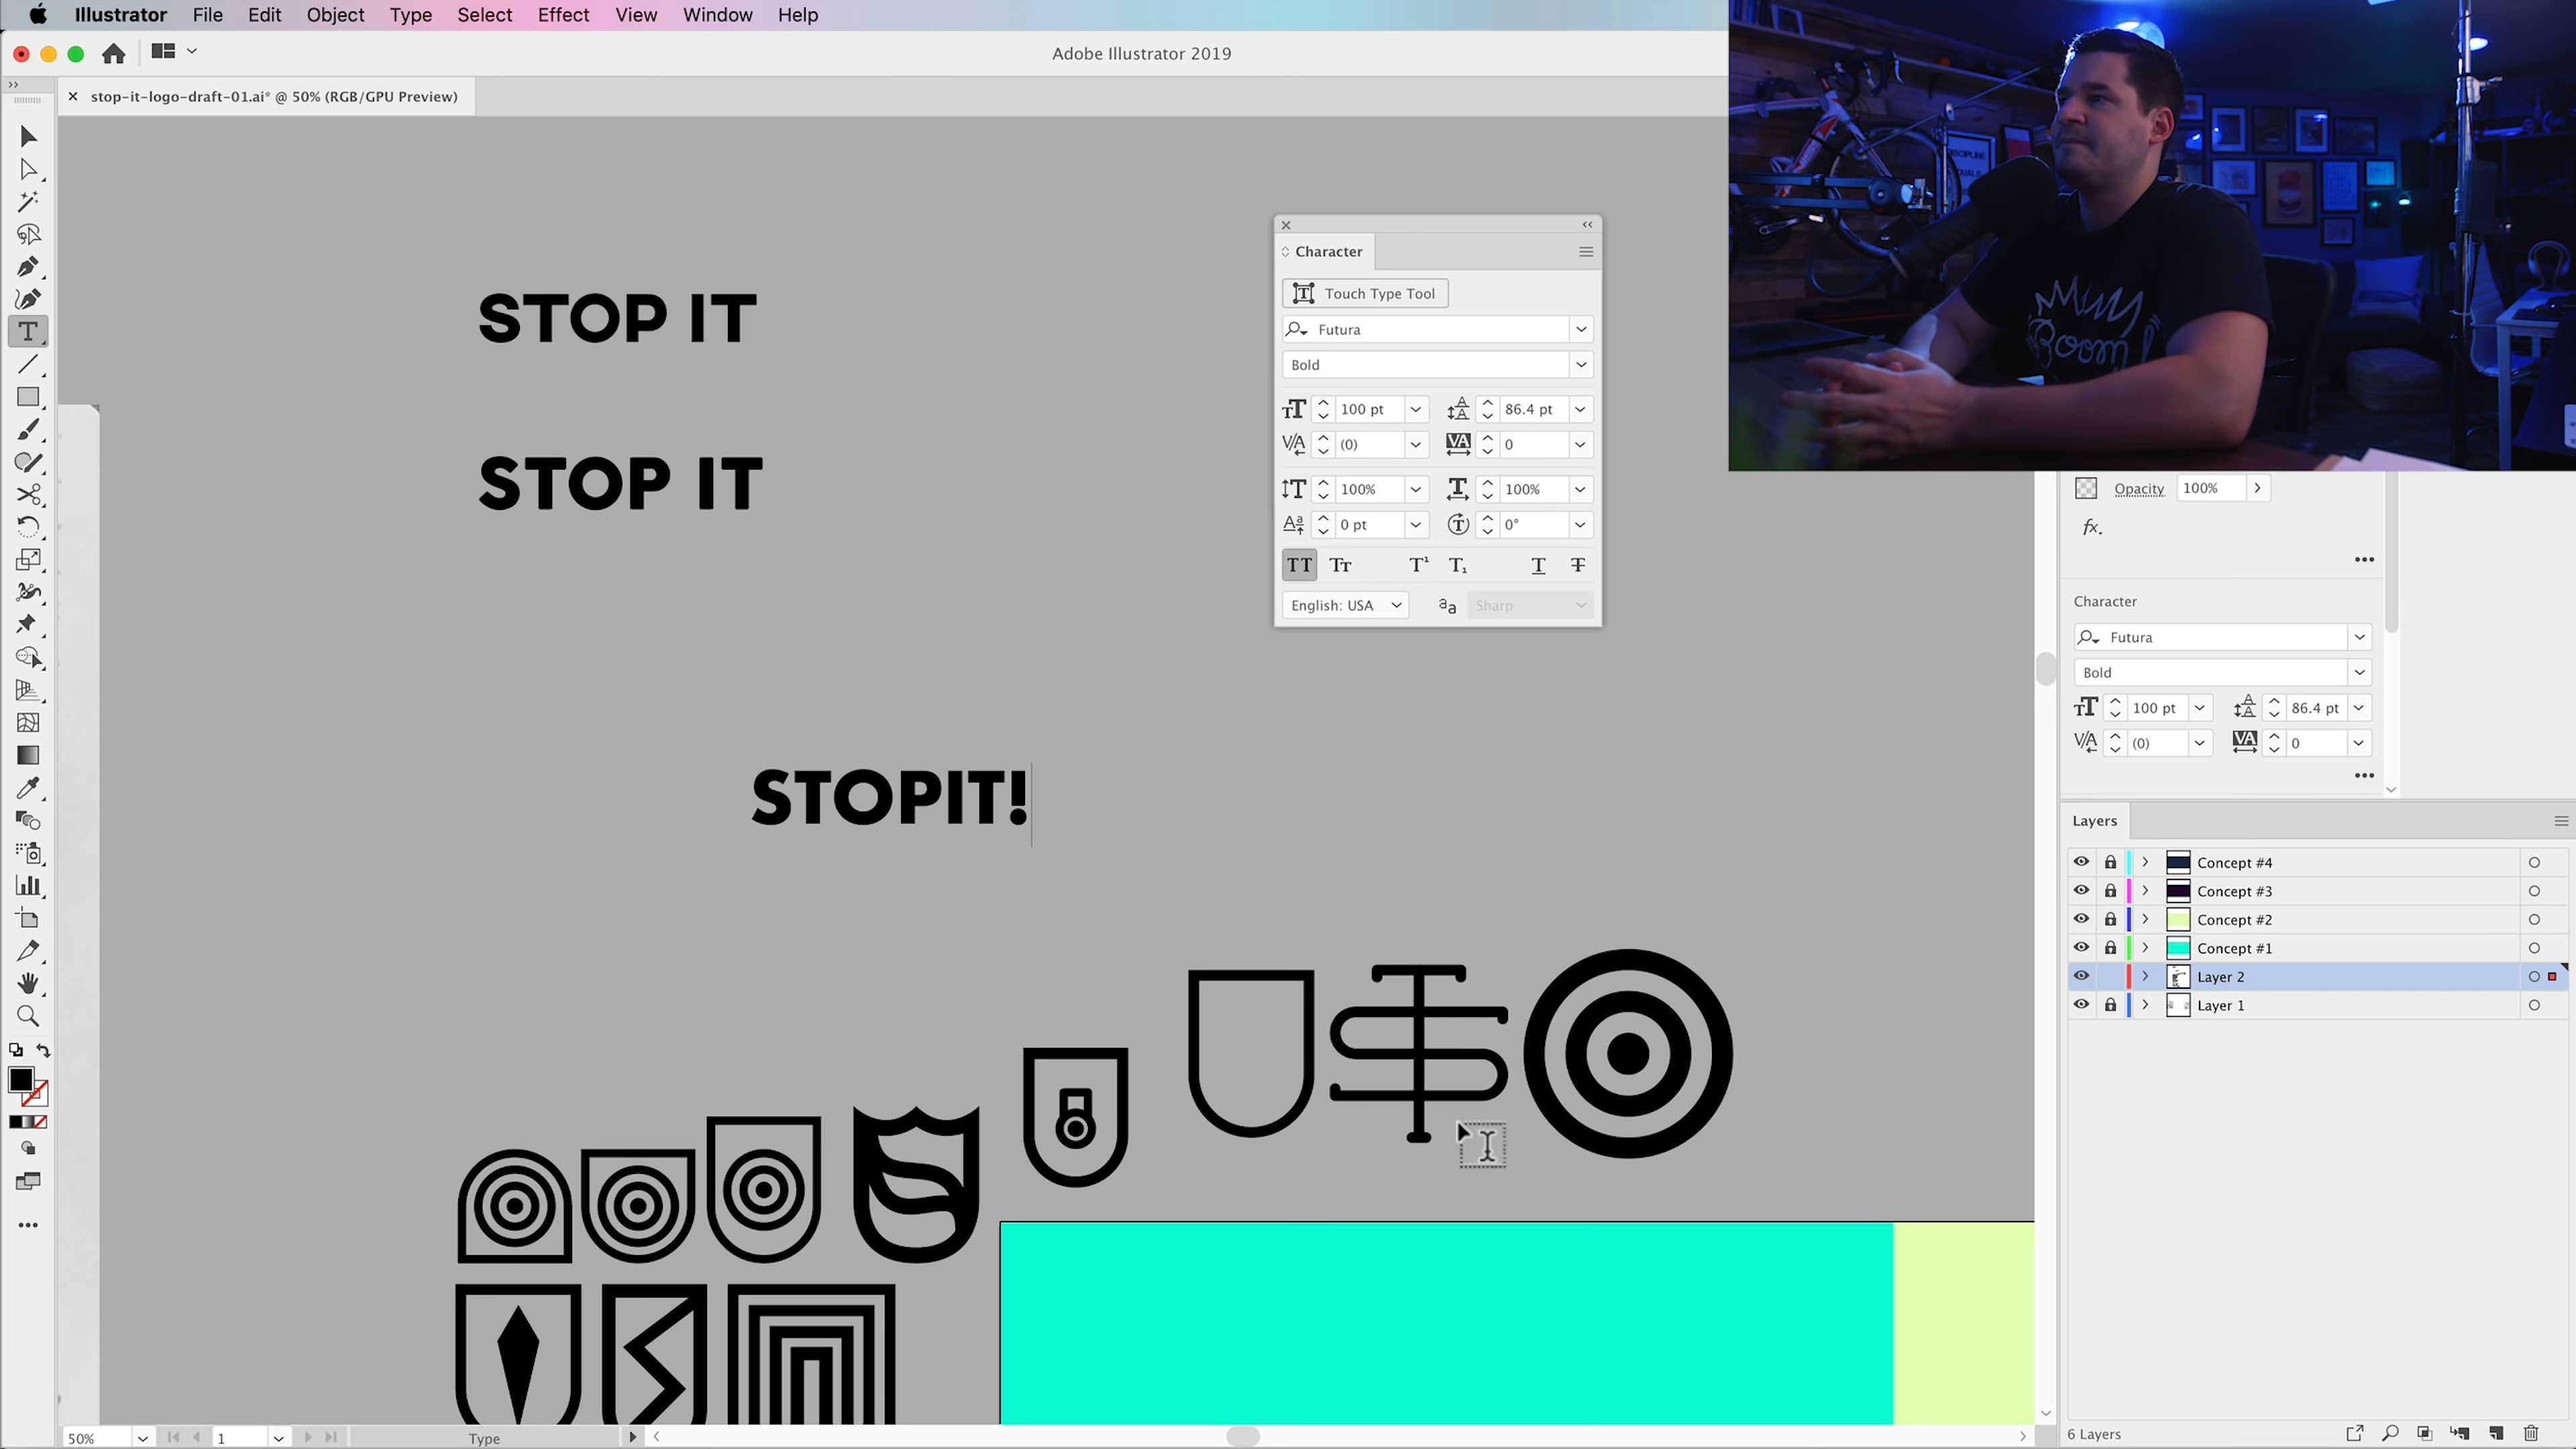 Illustrator File Edit Object Type Select Effect View Window Help
Adobe Illustrator 2019
stop-it-logo-draft-01.ai* @ 50% (RGB/GPU Preview)
STOP IT
STOP IT
STOPIT!
Character
Touch Type Tool
Futura
Bold
100 pt 86.4 pt
(0) 0
100% 100%
0 pt 0°
English: USA Sharp
DISCIPLINE
Boom!
Opacity 100%
fx.
Character
Futura
Bold
100 pt 86.4 pt
(0) 0
Layers
Concept #4
Concept #3
Concept #2
Concept #1
Layer 2
Layer 1
6 Layers
50% 1 Type